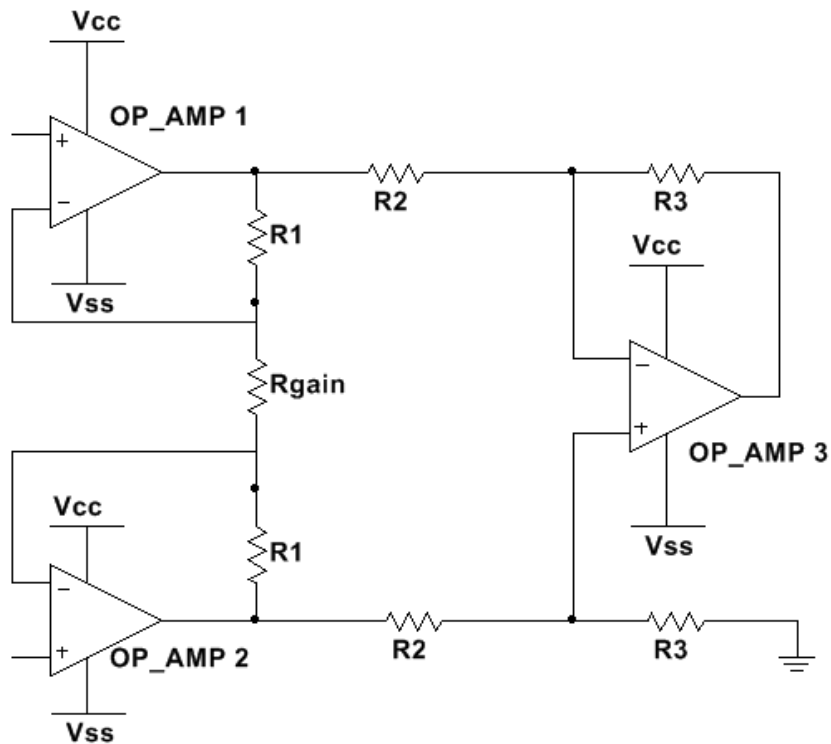 Vcc
OP_AMP 1
+
−
Vss
R1
R2
R3
Vcc
Rgain
−
+
OP_AMP 3
Vss
Vcc
R1
−
+
OP_AMP 2
R2
R3
Vss